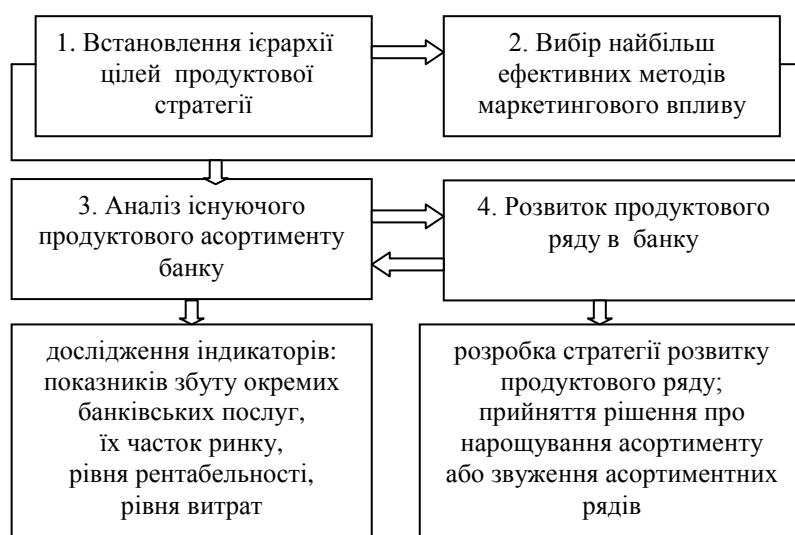 1. Встановлення ієрархії
цілей продуктової
стратегії
2. Вибір найбільш
ефективних методів
маркетингового впливу
3. Аналіз існуючого
продуктового асортименту
банку
4. Розвиток продуктового
ряду в банку
дослідження індикаторів:
показників збуту окремих
банківських послуг,
їх часток ринку,
рівня рентабельності,
рівня витрат
розробка стратегії розвитку
продуктового ряду;
прийняття рішення про
нарощування асортименту
або звуження асортиментних
рядів